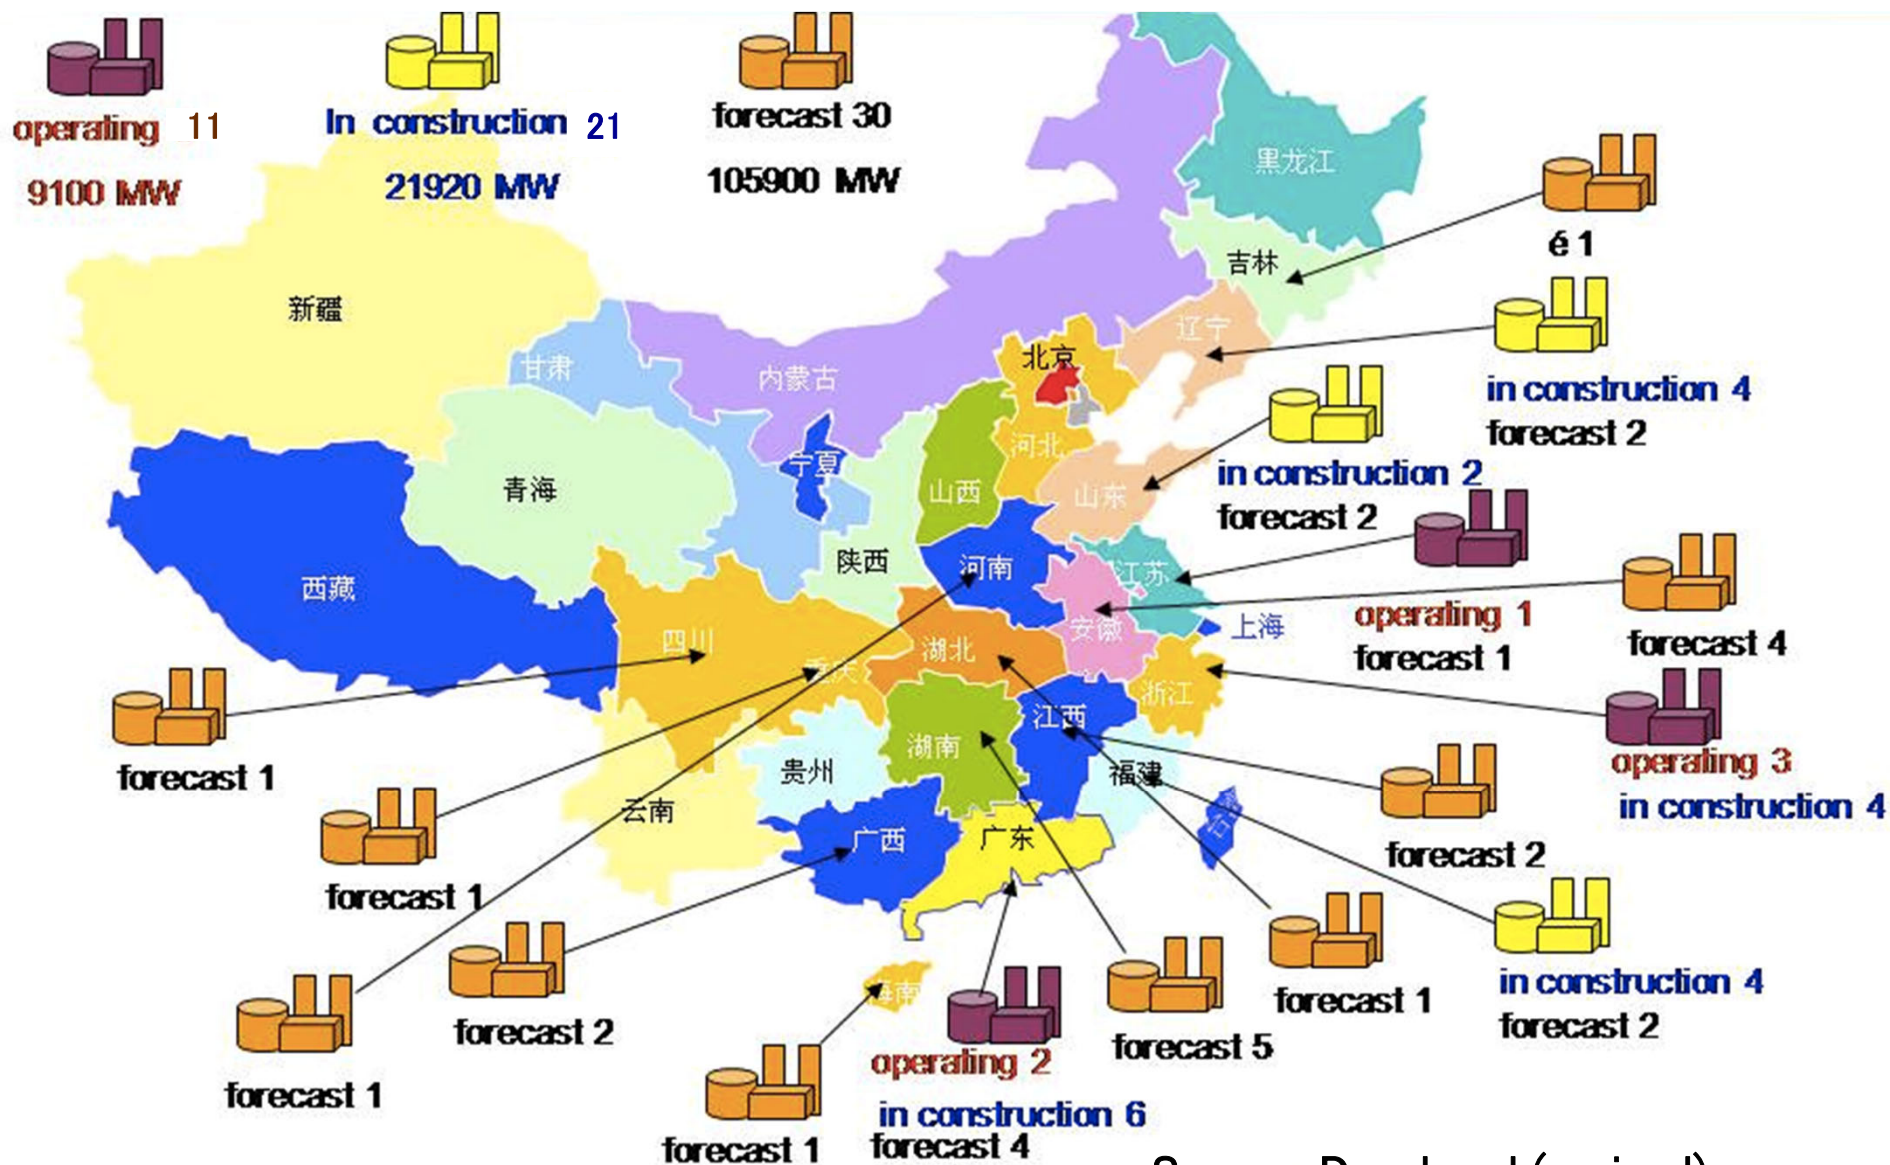 operating 11
9100 MW
In construction 21
21920 MW
forecast 30
105900 MW
黑龙江
é 1
吉林
新疆
辽宁
北京
甘肃
内蒙古
in construction 4
forecast 2
河北
宁夏
in construction 2
forecast 2
青海
山西
山东
陕西
河南
江苏
西藏
operating 1
forecast 1
上海
安徽
forecast 4
四川
湖北
重庆
浙江
江西
湖南
operating 3
in construction 4
forecast 1
贵州
福建
云南
广西
广东
forecast 2
forecast 1
海南
in construction 4
forecast 2
forecast 1
forecast 2
forecast 5
operating 2
in construction 6
forecast 4
forecast 1
forecast 1